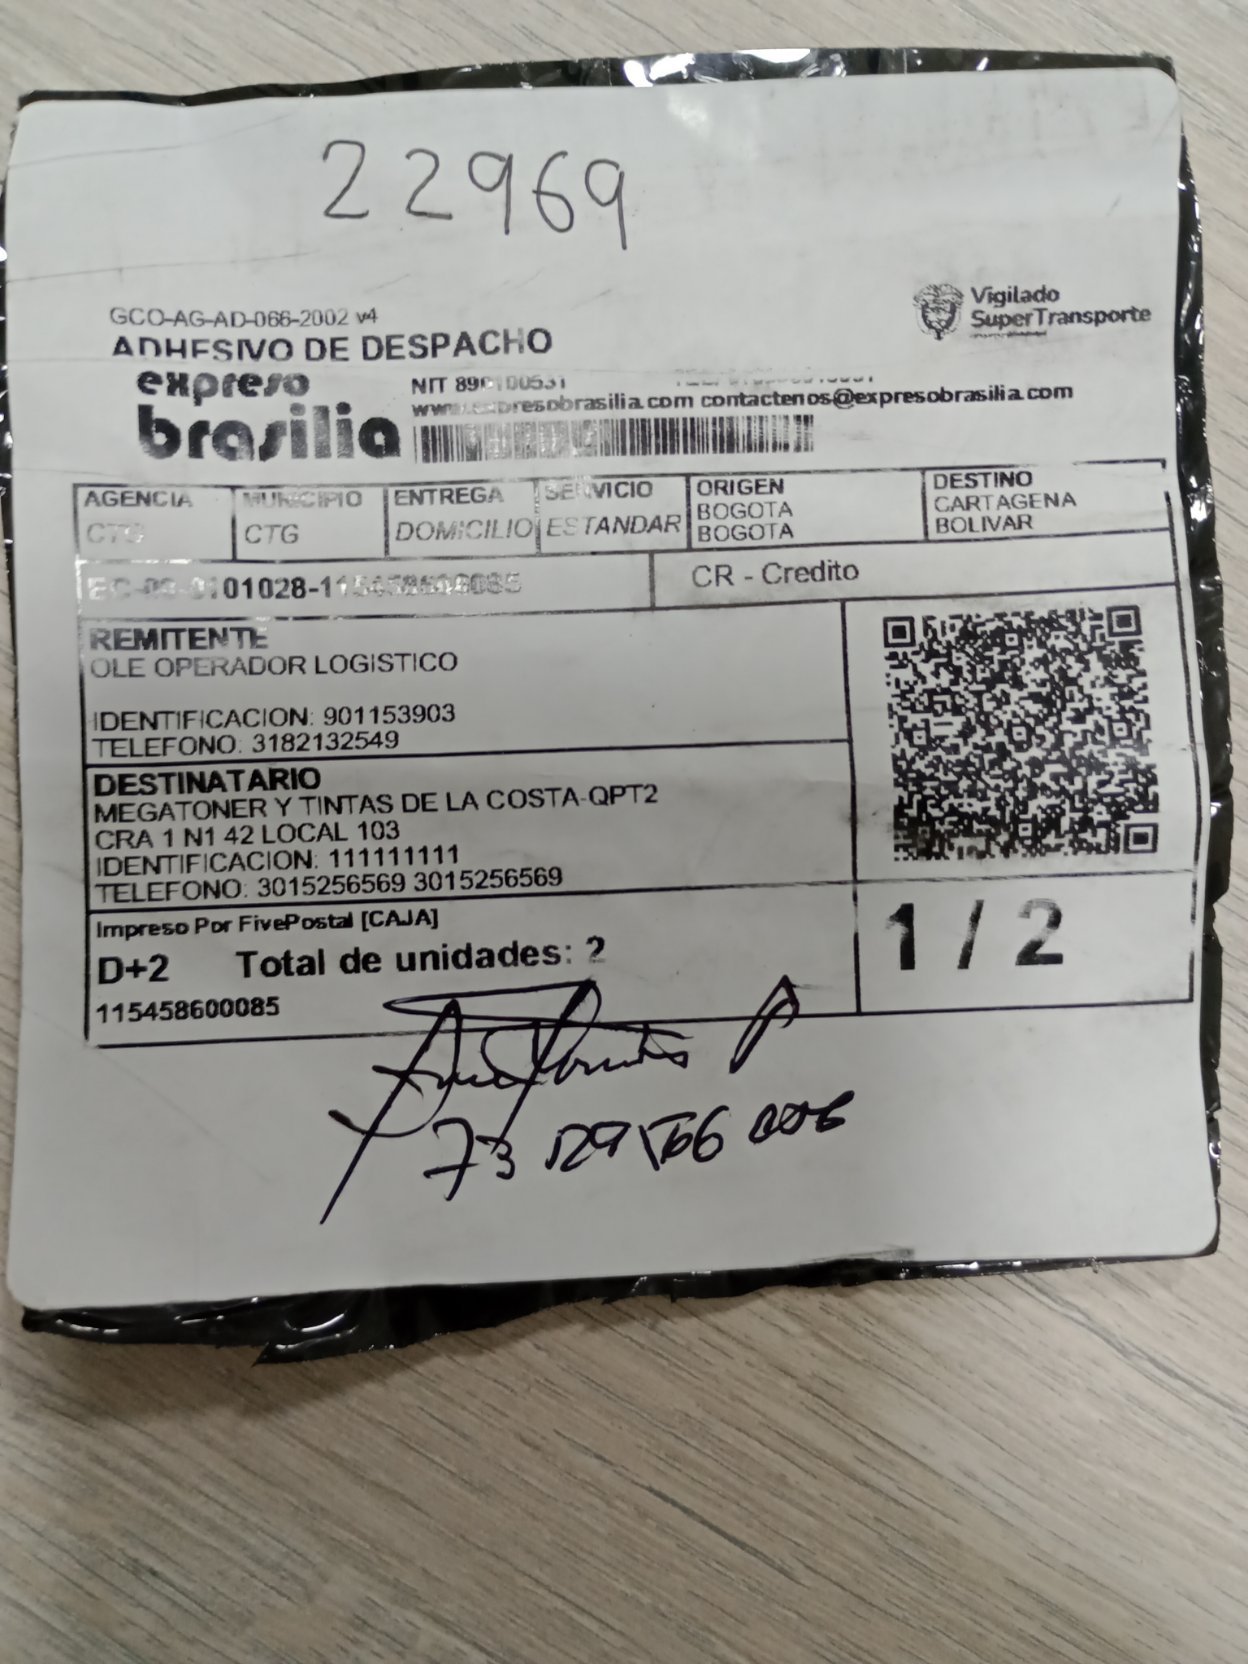 22969
Vigilado
SuperTransporte
GCO-AG-AD-066-2002 v4
ADHESIVO DE DESPACHO
expreso
brasilia
NIT 890100531
www.expresobrasilia.com contactenos@expresobrasilia.com
AGENCIA MUNICIPIO ENTREGA SERVICIO ORIGEN DESTINO
CTG CTG DOMICILIO ESTANDAR BOGOTA CARTAGENA
BOGOTA BOLIVAR
CR - Credito
REMITENTE
OLE OPERADOR LOGISTICO
IDENTIFICACION: 901153903
TELEFONO: 3182132549
DESTINATARIO
MEGATONER Y TINTAS DE LA COSTA-QPT2
CRA 1 N1 42 LOCAL 103
IDENTIFICACION: 111111111
TELEFONO: 3015256569 3015256569
Impreso Por FivePostal [CAJA]
D+2 Total de unidades: 2
115458600085
1 / 2